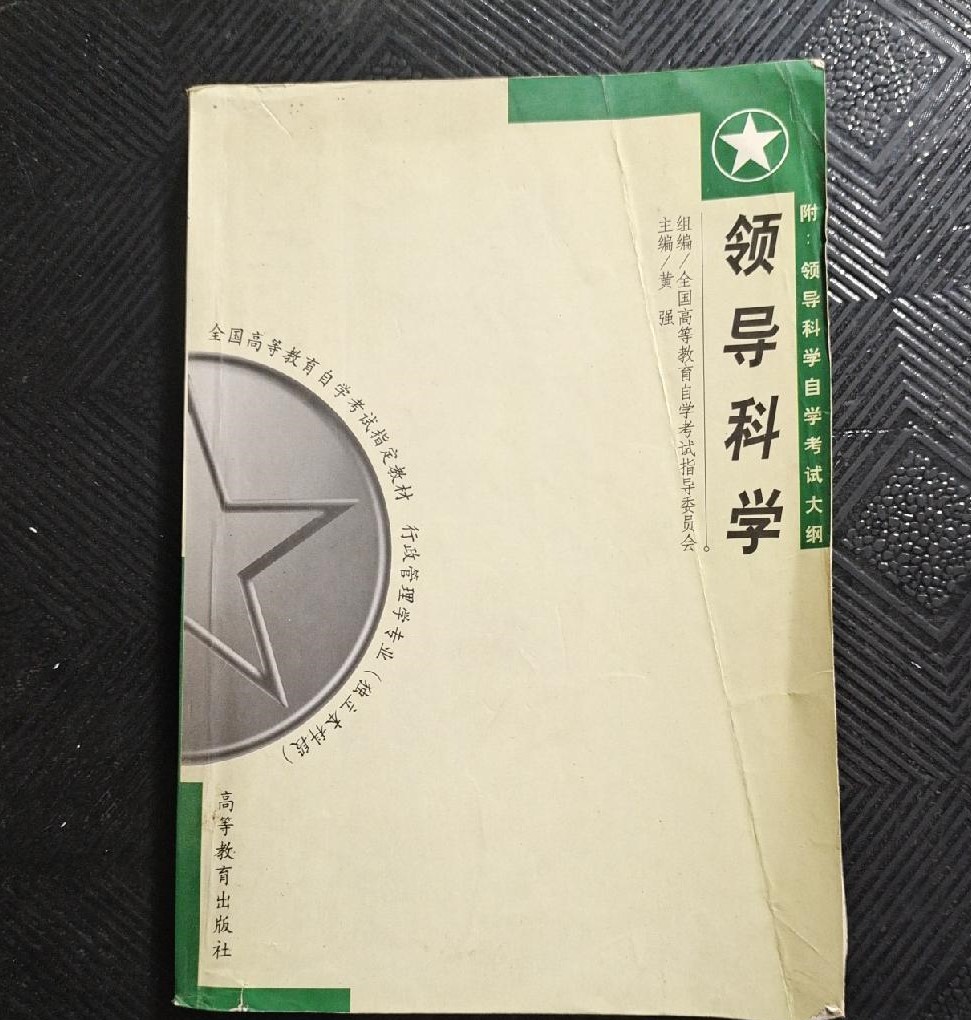 附：领导科学自学考试大纲
领导科学
组编／全国高等教育自学考试指导委员会
主编／黄 强
全国高等教育自学考试指定教材 行政管理学专业（独立本科段）
高等教育出版社